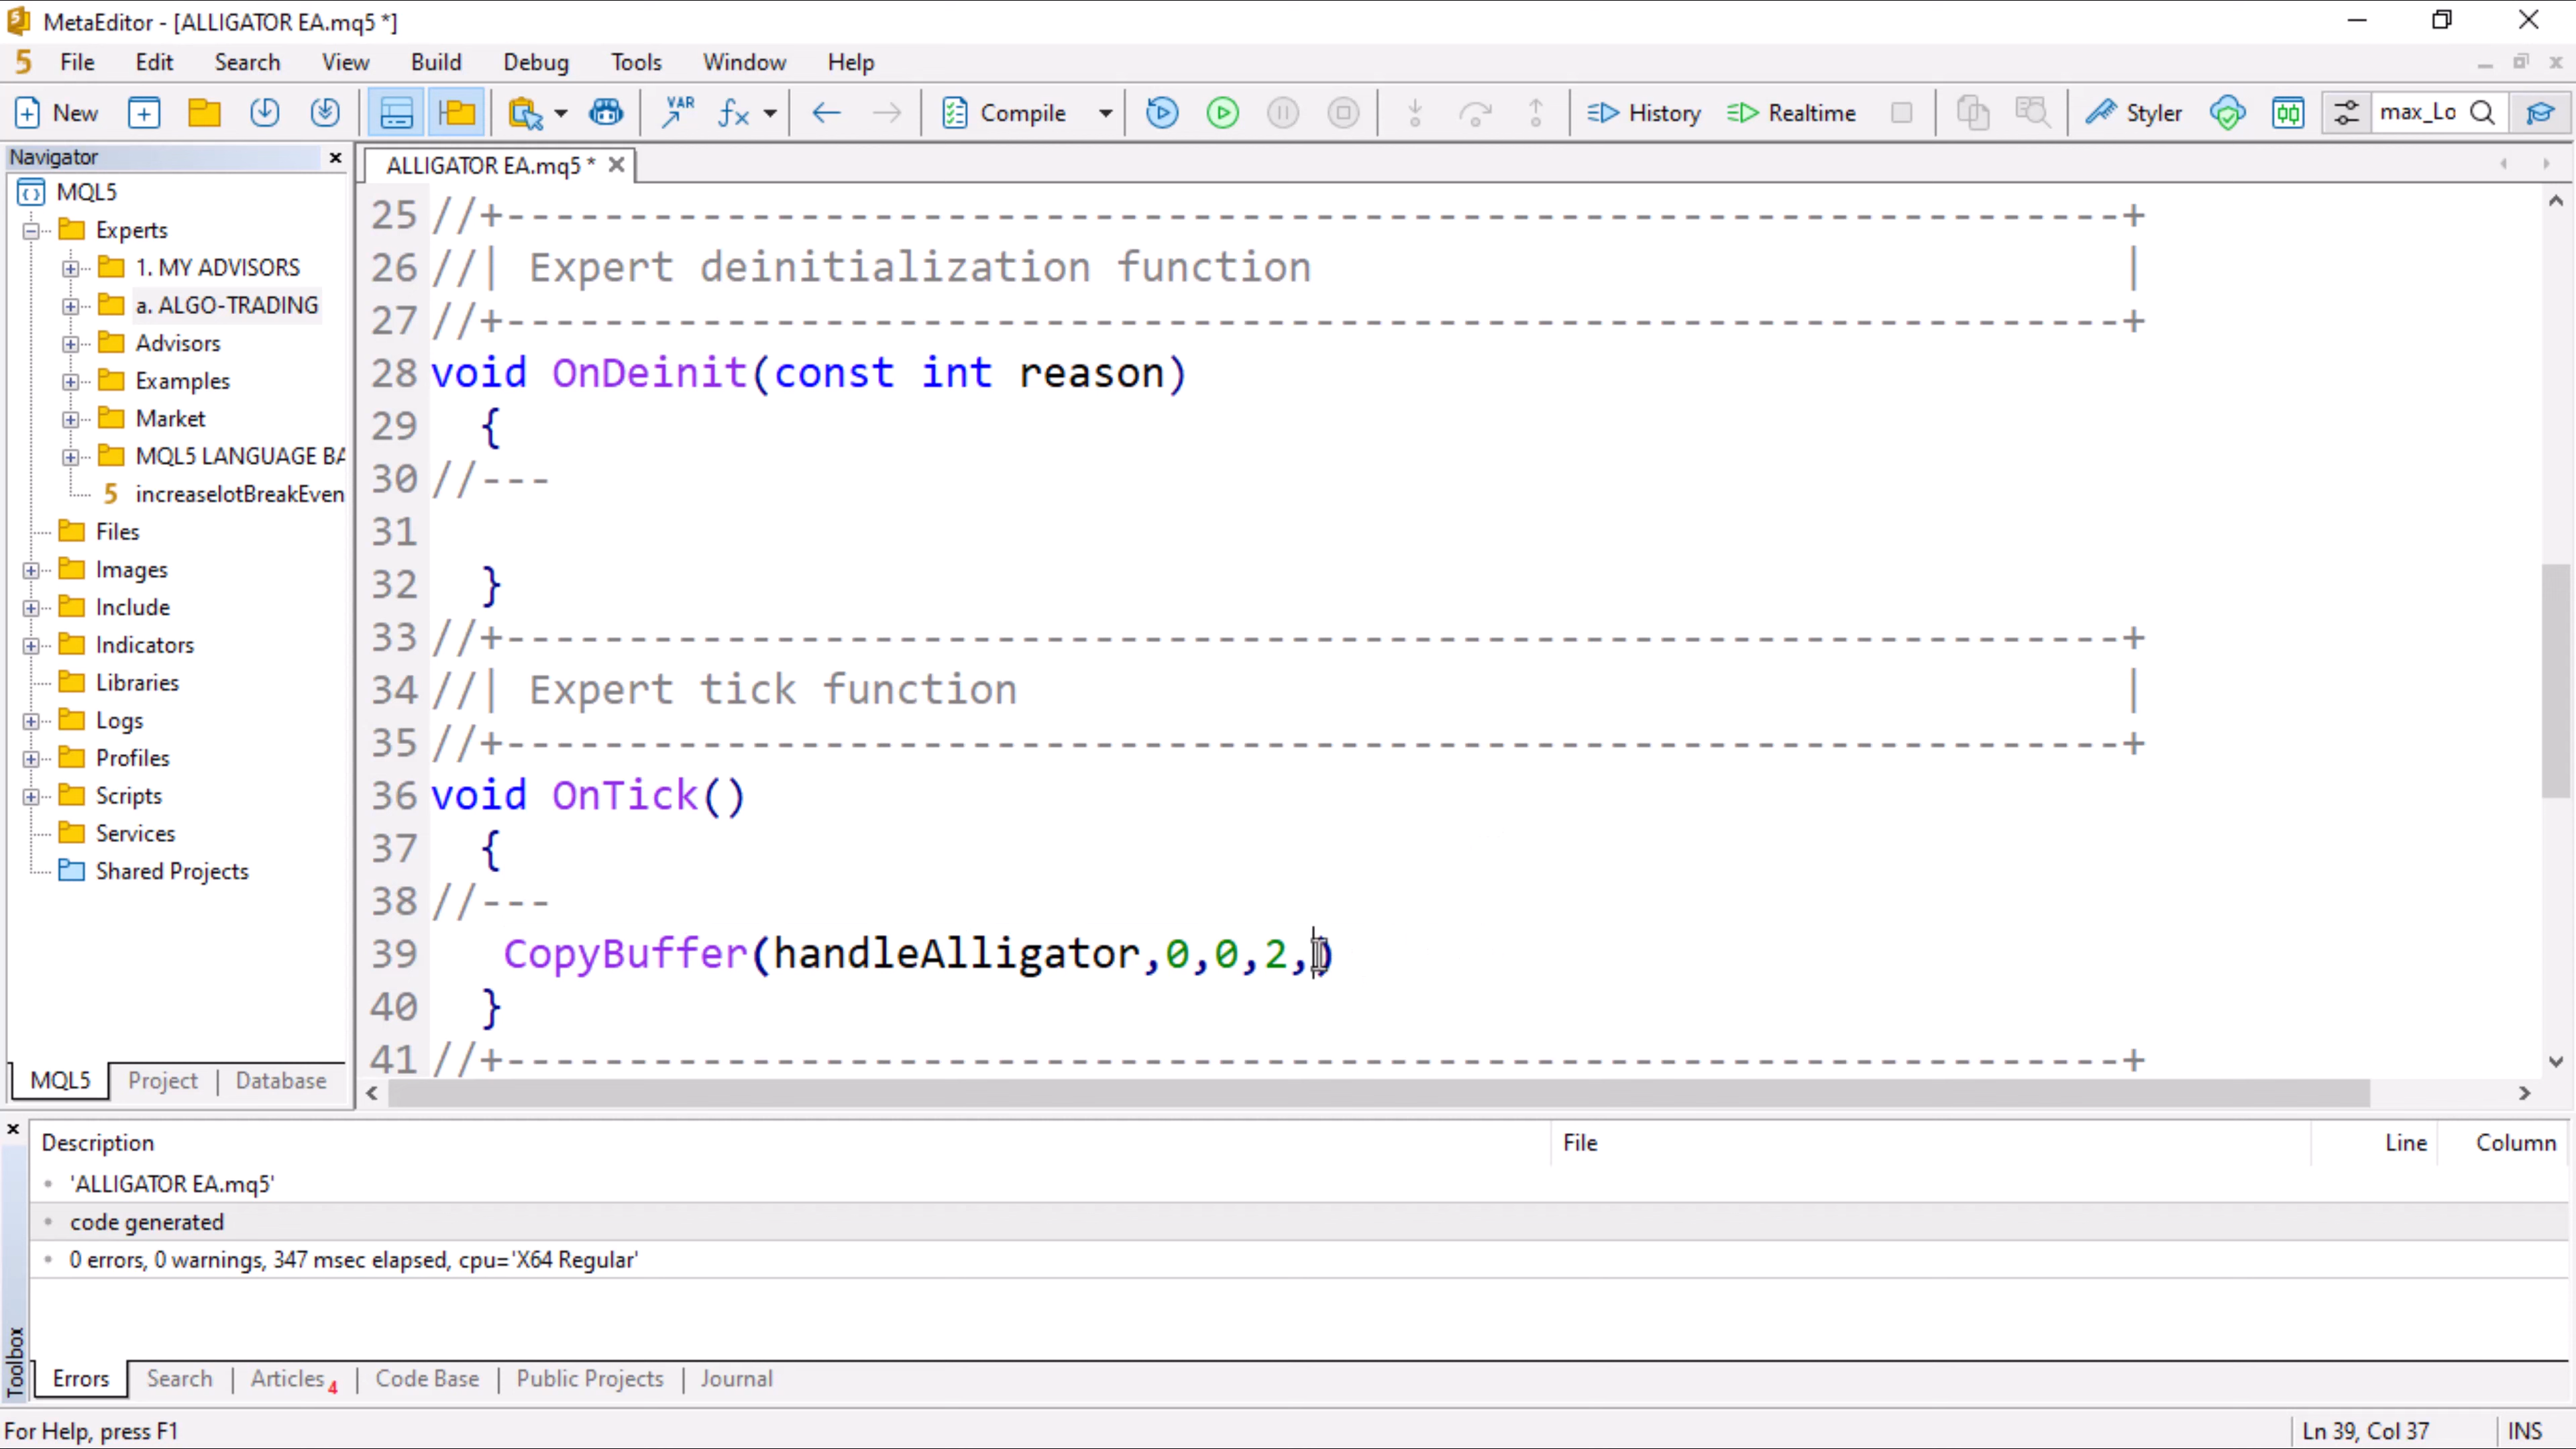 MetaEditor - [ALLIGATOR EA.mq5 *]
5 File Edit Search View Build Debug Tools Window Help
New VAR fx Compile History Realtime Styler max_Lo
Navigator
MQL5
Experts
1. MY ADVISORS
a. ALGO-TRADING
Advisors
Examples
Market
MQL5 LANGUAGE BA
5 increaselotBreakEven
Files
Images
Include
Indicators
Libraries
Logs
Profiles
Scripts
Services
Shared Projects
MQL5 Project Database
ALLIGATOR EA.mq5 *
25 //+------------------------------------------------------------------+
26 //| Expert deinitialization function                                 |
27 //+------------------------------------------------------------------+
28 void OnDeinit(const int reason)
29   {
30 //---
31
32   }
33 //+------------------------------------------------------------------+
34 //| Expert tick function                                             |
35 //+------------------------------------------------------------------+
36 void OnTick()
37   {
38 //---
39    CopyBuffer(handleAlligator,0,0,2,)
40   }
41 //+------------------------------------------------------------------+
Description File Line Column
'ALLIGATOR EA.mq5'
code generated
0 errors, 0 warnings, 347 msec elapsed, cpu='X64 Regular'
Toolbox
Errors Search Articles 4 Code Base Public Projects Journal
For Help, press F1 Ln 39, Col 37 INS